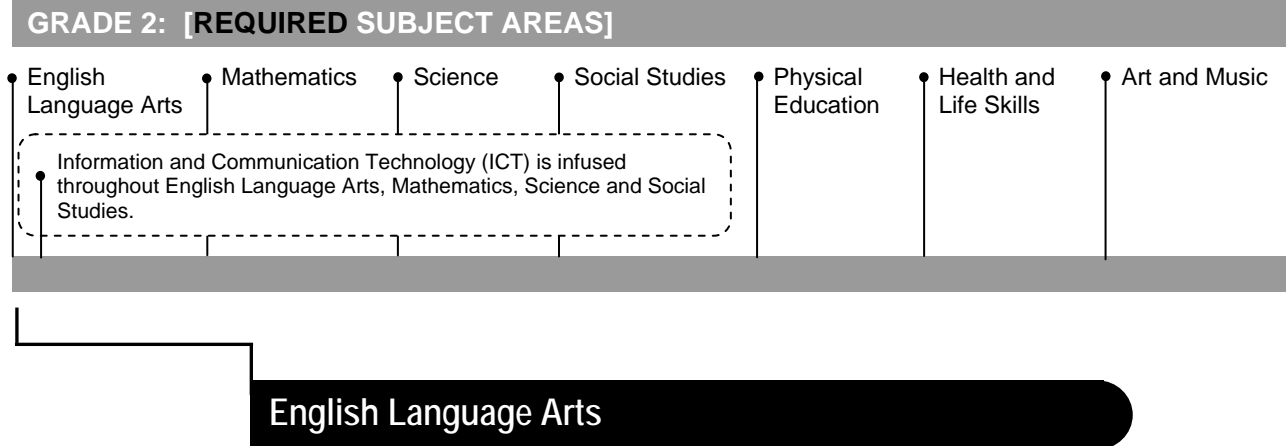 GRADE 2: [REQUIRED SUBJECT AREAS]
English
Language Arts
Mathematics
Science
Social Studies
Physical
Education
Health and
Life Skills
Art and Music
Information and Communication Technology (ICT) is infused
throughout English Language Arts, Mathematics, Science and Social
Studies.
English Language Arts